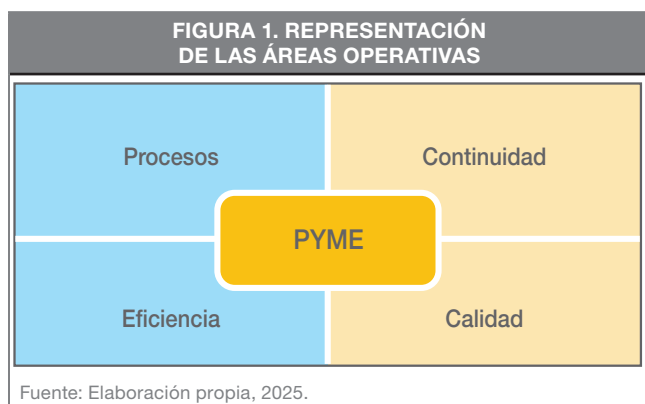 FIGURA 1. REPRESENTACIÓN
DE LAS ÁREAS OPERATIVAS
Procesos
Continuidad
PYME
Eficiencia
Calidad
Fuente: Elaboración propia, 2025.